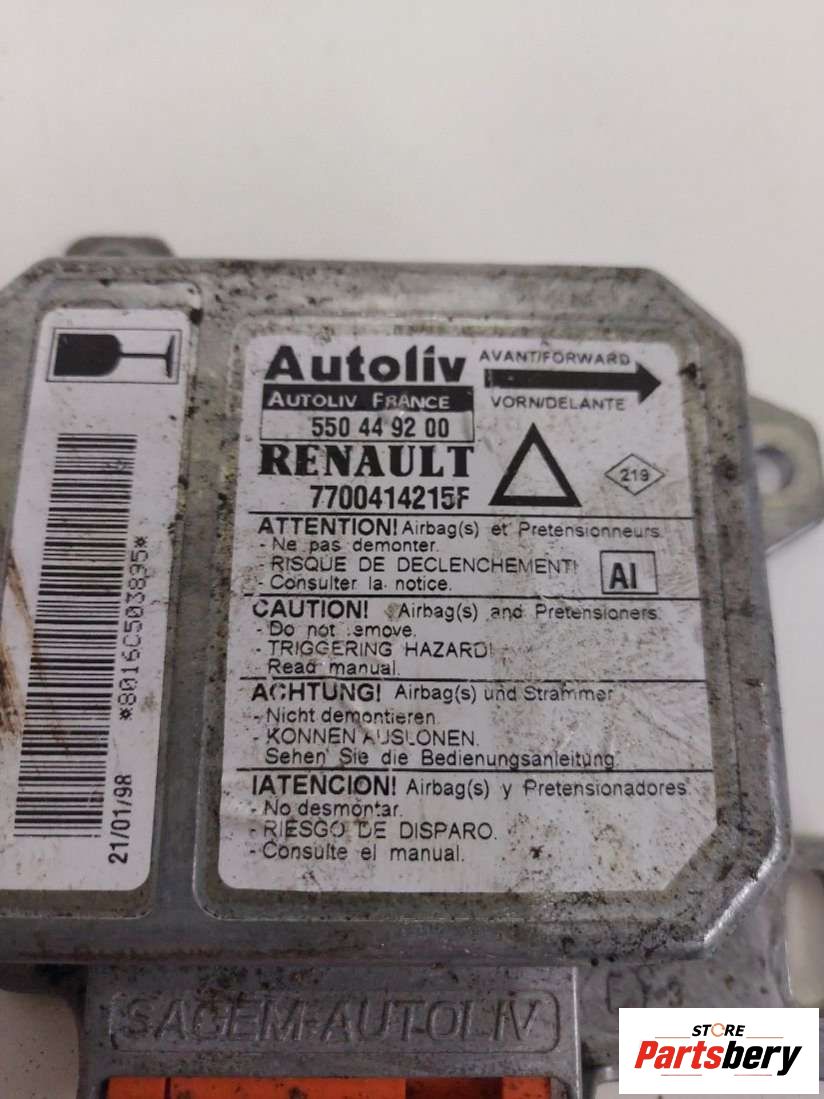 Autoliv
AUTOLIV FRANCE
550 44 92 00
RENAULT
7700414215F
AVANT/FORWARD
VORN/DELANTE
219
ATTENTION! Airbag(s) et Pretensionneurs.
- Ne pas demonter.
- RISQUE DE DECLENCHEMENT!
- Consulter la notice.
AI
CAUTION! Airbag(s) and Pretensioners.
- Do not emove.
- TRIGGERING HAZARD!
- Read manual.
ACHTUNG! Airbag(s) und Strammer
- Nicht demontieren.
- KONNEN AUSLONEN.
Sehen Sie die Bedienungsanleitung.
!ATENCION! Airbag(s) y Pretensionadores.
- No desmontar.
- RIESGO DE DISPARO.
- Consulte el manual.
*8016C503895*
21/01/98
SAGEM-AUTOLIV
STORE
Partsbery